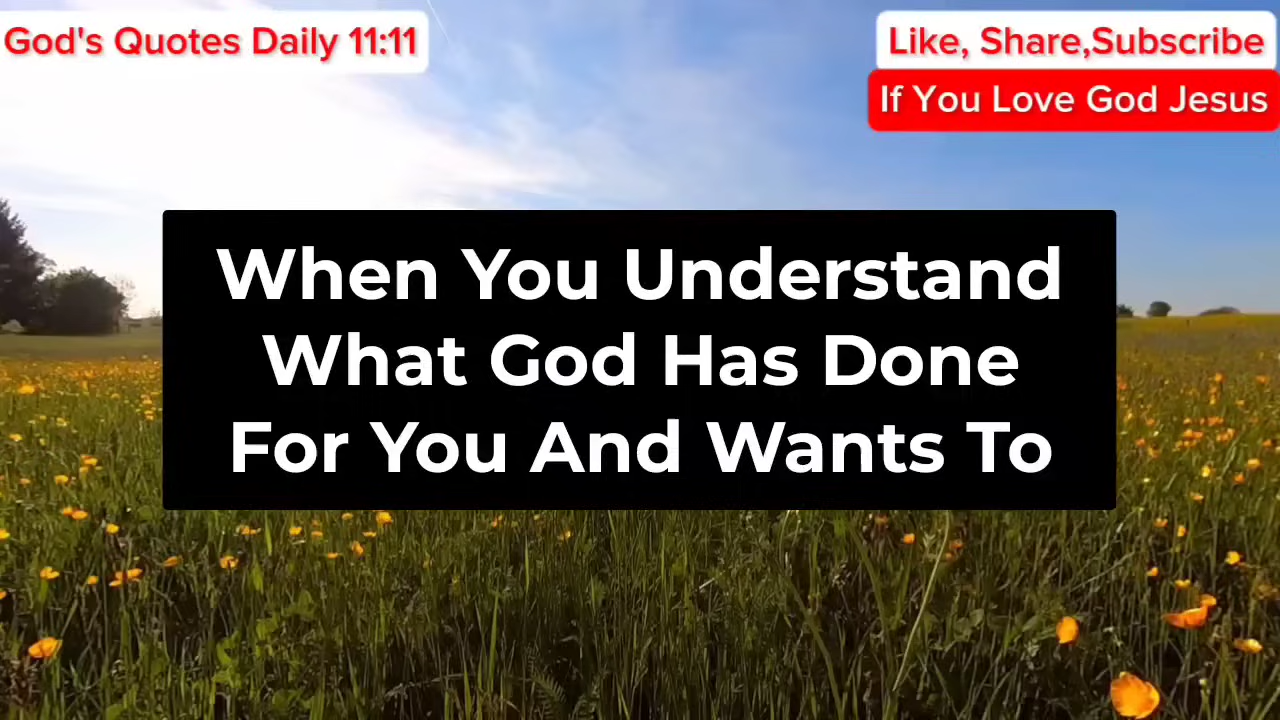 God's Quotes Daily 11:11
Like, Share,Subscribe
If You Love God Jesus
When You Understand
What God Has Done
For You And Wants To